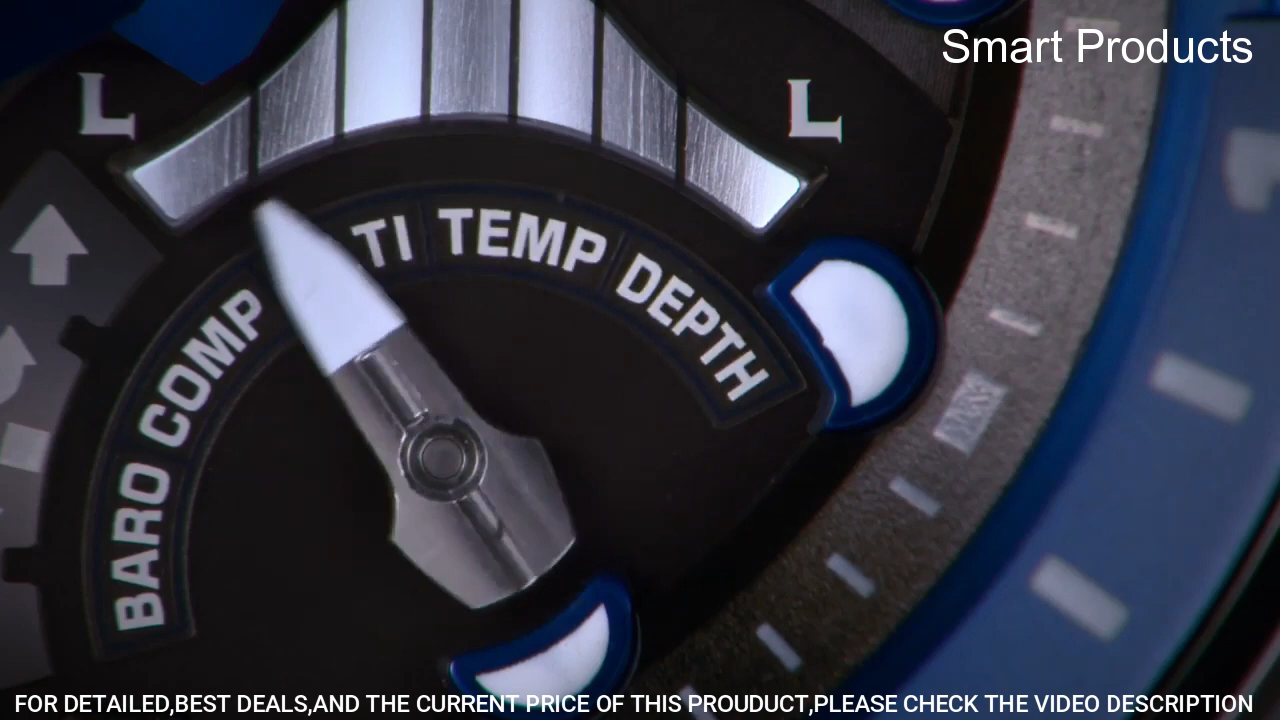 Smart Products
L
L
TI
TEMP
DEPTH
COMP
BARO
FOR DETAILED,BEST DEALS,AND THE CURRENT PRICE OF THIS PROUDUCT,PLEASE CHECK THE VIDEO DESCRIPTION